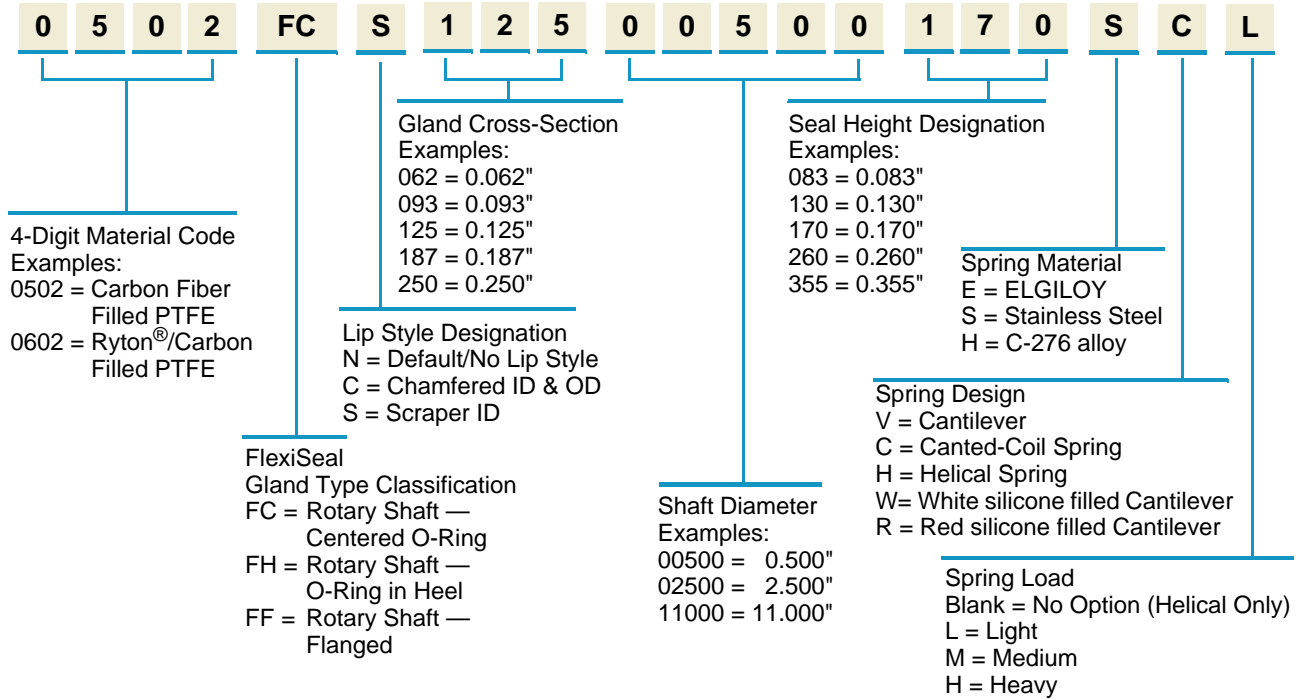 0 5 0 2 FC S 1 2 5 0 0 5 0 0 1 7 0 S C L
4-Digit Material Code
Examples:
0502 = Carbon Fiber
Filled PTFE
0602 = Ryton®/Carbon
Filled PTFE
FlexiSeal
Gland Type Classification
FC = Rotary Shaft —
Centered O-Ring
FH = Rotary Shaft —
O-Ring in Heel
FF = Rotary Shaft —
Flanged
Lip Style Designation
N = Default/No Lip Style
C = Chamfered ID & OD
S = Scraper ID
Gland Cross-Section
Examples:
062 = 0.062"
093 = 0.093"
125 = 0.125"
187 = 0.187"
250 = 0.250"
Shaft Diameter
Examples:
00500 = 0.500"
02500 = 2.500"
11000 = 11.000"
Seal Height Designation
Examples:
083 = 0.083"
130 = 0.130"
170 = 0.170"
260 = 0.260"
355 = 0.355"
Spring Material
E = ELGILOY
S = Stainless Steel
H = C-276 alloy
Spring Design
V = Cantilever
C = Canted-Coil Spring
H = Helical Spring
W= White silicone filled Cantilever
R = Red silicone filled Cantilever
Spring Load
Blank = No Option (Helical Only)
L = Light
M = Medium
H = Heavy